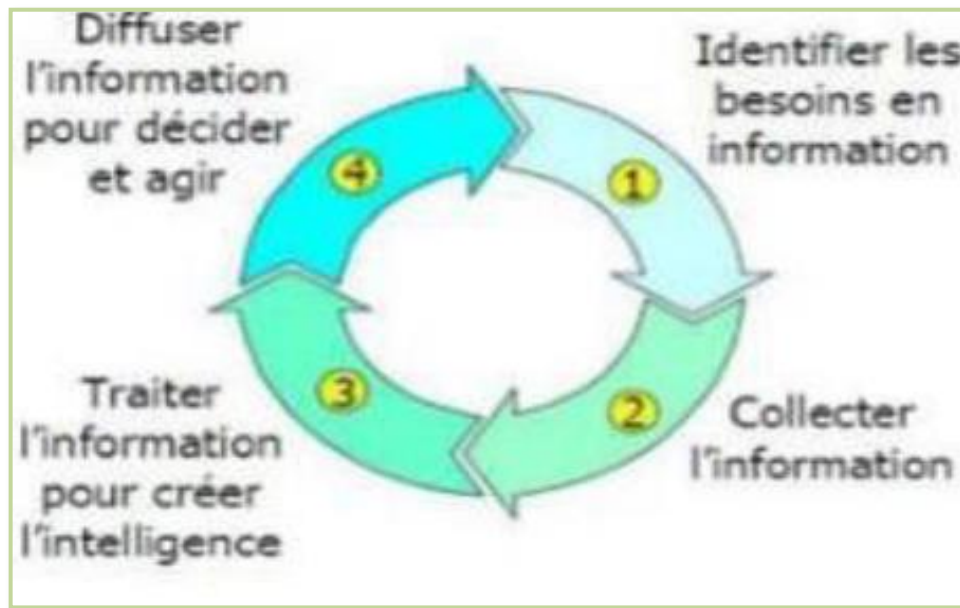 Diffuser
l'information
pour décider
et agir
4
Identifier les
besoins en
information
1
2
Collecter
l'information
3
Traiter
l'information
pour créer
l'intelligence